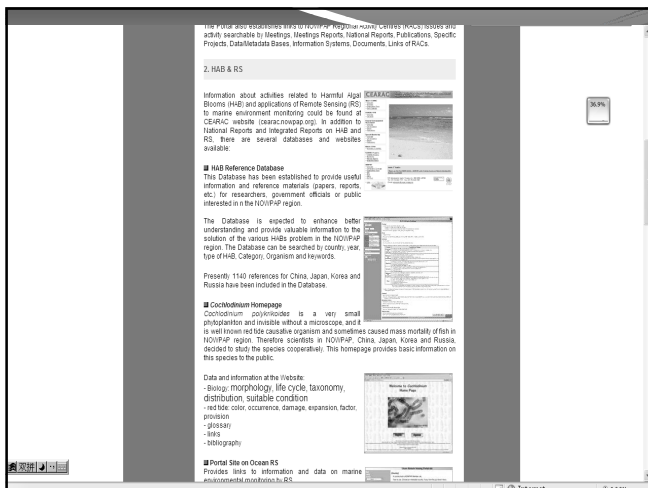 The Portal also establishes links to NOWPAP Regional Activity Centres (RACs) issues and
activity searchable by Meetings, Meetings Reports, National Reports, Publications, Specific
Projects, Data/Metadata Bases, Information Systems, Documents, Links of RACs.
2. HAB & RS
Information about activities related to Harmful Algal
Blooms (HAB) and applications of Remote Sensing (RS)
to marine environment monitoring could be found at
CEARAC website (cearac.nowpap.org). In addition to
National Reports and Integrated Reports on HAB and
RS, there are several databases and websites
available:
CEARAC
36.9%
HAB Reference Database
This Database has been established to provide useful
information and reference materials (papers, reports,
etc.) for researchers, government officials or public
interested in n the NOWPAP region.
The Database is expected to enhance better
understanding and provide valuable information to the
solution of the various HABs problem in the NOWPAP
region. The Database can be searched by country, year,
type of HAB, Category, Organism and keywords.
Presently 1140 references for China, Japan, Korea and
Russia have been included in the Database.
Cochlodinium Homepage
Cochlodinium polykrikoides is a very small
phytoplankton and invisible without a microscope, and it
is well known red tide causative organism and sometimes caused mass mortality of fish in
NOWPAP region. Therefore scientists in NOWPAP, China, Japan, Korea and Russia,
decided to study the species cooperatively. This homepage provides basic information on
this species to the public.
Data and information at the Website:
- Biology: morphology, life cycle, taxonomy,
distribution, suitable condition
- red tide: color, occurrence, damage, expansion, factor,
provision
- glossary
- links
- bibliography
Welcome to Cochlodinium
Home Page
双拼
Portal Site on Ocean RS
Provides links to information and data on marine
environmental monitoring by RS
Internet